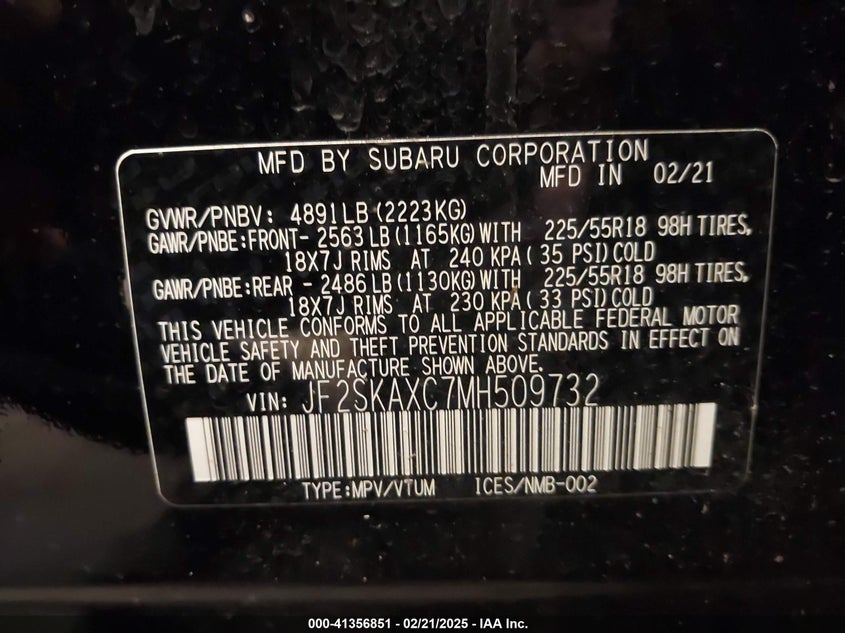 MFD BY SUBARU CORPORATION
MFD IN 02/21
GVWR/PNBV: 4891LB (2223KG)
GAWR/PNBE:FRONT- 2563 LB (1165KG) WITH 225/55R18 98H TIRES,
18X7J RIMS AT 240 KPA ( 35 PSI) COLD
GAWR/PNBE:REAR - 2486 LB (1130KG) WITH 225/55R18 98H TIRES,
18X7J RIMS AT 230 KPA ( 33 PSI) COLD
THIS VEHICLE CONFORMS TO ALL APPLICABLE FEDERAL MOTOR
VEHICLE SAFETY AND THEFT PREVENTION STANDARDS IN EFFECT ON
THE DATE OF MANUFACTURE SHOWN ABOVE.
VIN: JF2SKAXC7MH509732
TYPE:MPV/VTUM ICES/NMB-002
000-41356851 - 02/21/2025 - IAA Inc.